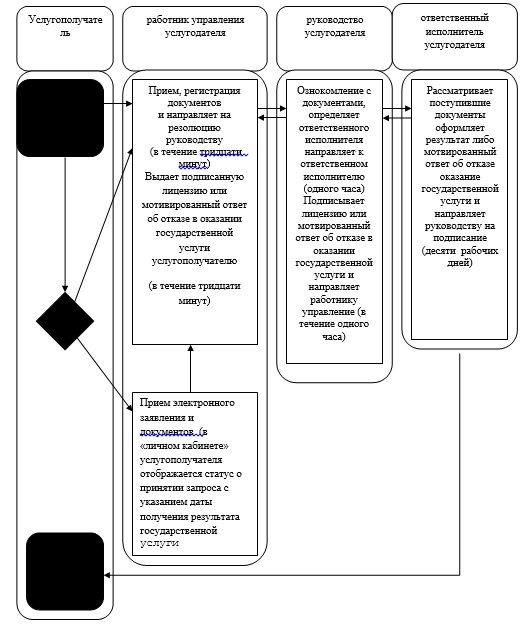 Услугополучате
ль
работник управления
услугодателя
руководство
услугодателя
ответственный
исполнитель
услугодателя
Прием, регистрация
документов
и направляет на
резолюцию
руководству
(в течение тридцати
минут)
Выдает подписанную
лицензию или
мотивированный ответ
об отказе в оказании
государственной
услуги
услугополучателю
(в течение тридцати
минут)
Ознокомление с
документами,
определяет
ответственного
исполнителя
направляет к
ответственном
исполнителю
(одного часа)
Подписывает
лицензию или
мотврованный
ответ об отказе в
оказании
государственной
услуги и
направляет
работнику
управление (в
течение одного
часа)
Рассматривает
поступившие
документы
оформляет
результат либо
мотвированный
ответ об отказе
оказание
государственной
услуги и
направляет
руководству на
подписание
(десяти рабочих
дней)
Прием электронного
заявления и
документов (в
«личном кабинете»
услугополучателя
отображается статус о
принятии запроса с
указанием даты
получения результата
государственной
услуги